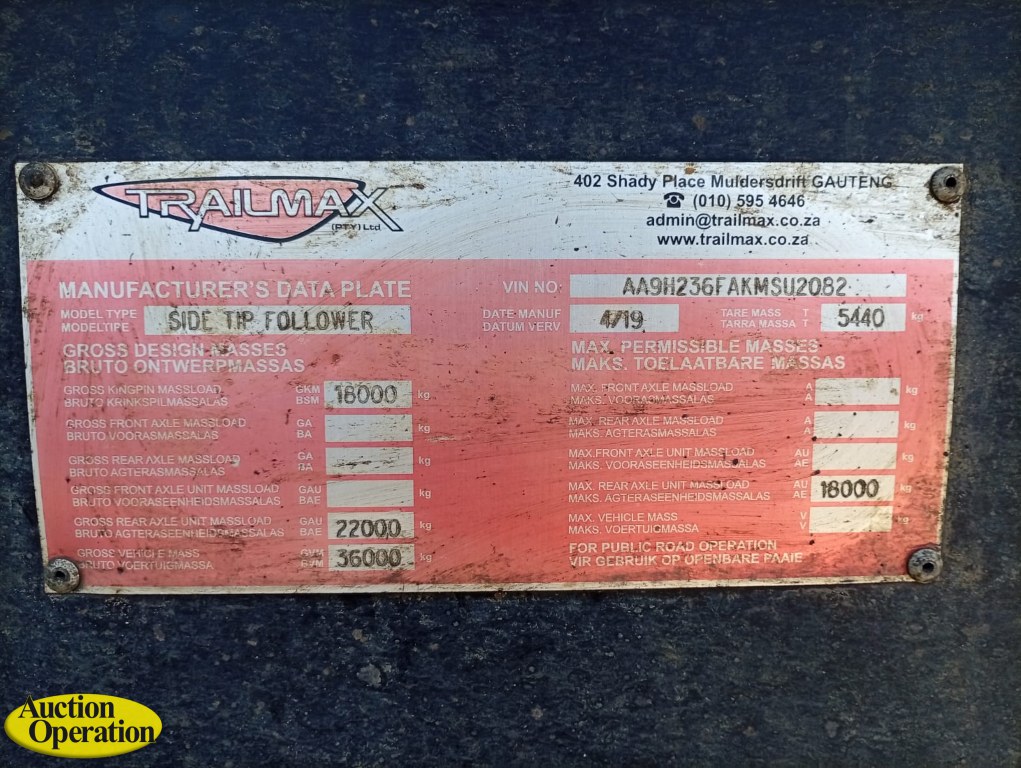 TRAILMAX
(PTY) Ltd
402 Shady Place Muldersdrift GAUTENG
☎ (010) 595 4646
admin@trailmax.co.za
www.trailmax.co.za
MANUFACTURER'S DATA PLATE
VIN NO: AA9H236FAKMSU2082
MODEL TYPE
MODELTIPE
SIDE TIP FOLLOWER
DATE MANUF
DATUM VERV
4/19
TARE MASS T
TARRA MASSA T
5440 kg
GROSS DESIGN MASSES
BRUTO ONTWERPMASSAS
GROSS KINGPIN MASSLOAD GKM
BRUTO KRINKSPILMASSALAS BSM
18000 kg
GROSS FRONT AXLE MASSLOAD GA
BRUTO VOORASMASSALAS BA
kg
GROSS REAR AXLE MASSLOAD GA
BRUTO AGTERASMASSALAS BA
kg
GROSS FRONT AXLE UNIT MASSLOAD GAU
BRUTO VOORASEENHEIDSMASSALAS BAE
kg
GROSS REAR AXLE UNIT MASSLOAD GAU
BRUTO AGTERASEENHEIDSMASSALAS BAE
22000 kg
GROSE VEHICLE MASS GVM
BRUTO VOERTUIGMASSA BVM
36000 kg
MAX. PERMISSIBLE MASSES
MAKS. TOELAATBARE MASSAS
MAX. FRONT AXLE MASSLOAD A
MAKS. VOORASMASSALAS A
kg
MAX. REAR AXLE MASSLOAD A
MAKS. AGTERASMASSALAS A
kg
MAX.FRONT AXLE UNIT MASSLOAD AU
MAKS. VOORASEENHEIDSMASSALAS AE
kg
MAX. REAR AXLE UNIT MASSLOAD AU
MAKS. AGTERASEENHEIDSMASSALAS AE
18000 kg
MAX. VEHICLE MASS V
MAKS. VOERTUIGMASSA V
kg
FOR PUBLIC ROAD OPERATION
VIR GEBRUIK OP OPENBARE PAAIE
Auction
Operation